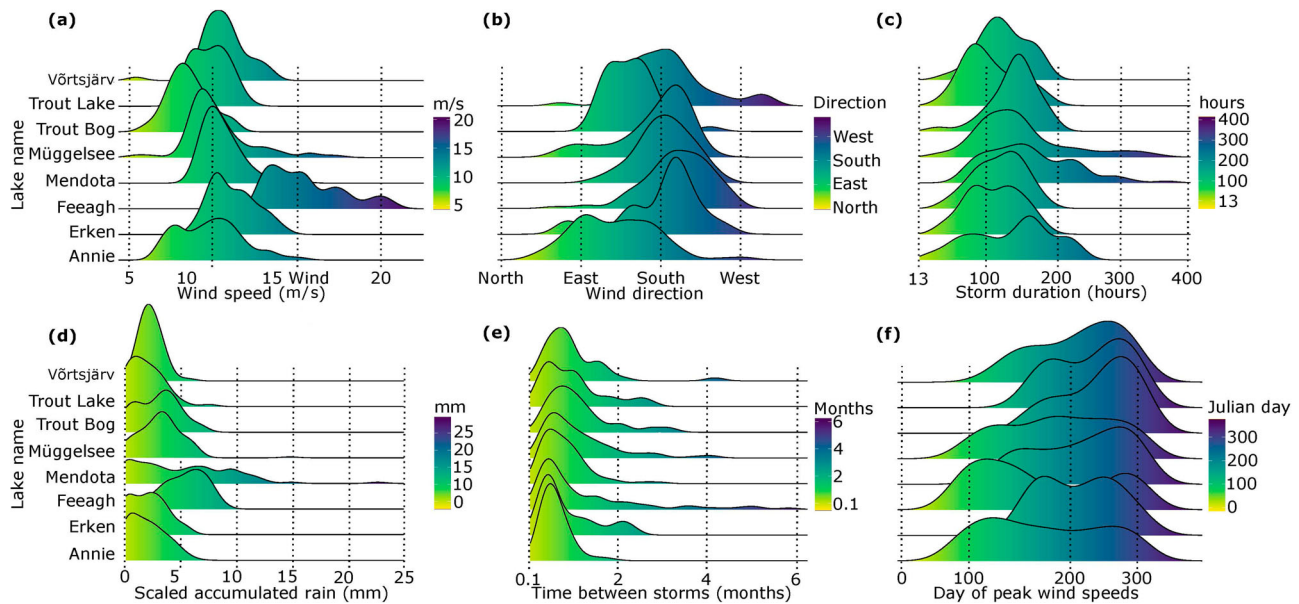 (a)
Lake name
Võrtsjärv
Trout Lake
Trout Bog
Müggelsee
Mendota
Feeagh
Erken
Annie
5 10 15 Wind 20
Wind speed (m/s)
m/s
20
15
10
5
(b)
North East South West
Wind direction
Direction
West
South
East
North
(c)
13 100 200 300 400
Storm duration (hours)
hours
400
300
200
100
13
(d)
Lake name
Võrtsjärv
Trout Lake
Trout Bog
Müggelsee
Mendota
Feeagh
Erken
Annie
0 5 10 15 20 25
Scaled accumulated rain (mm)
mm
30
20
10
0
(e)
0.1 2 4 6
Time between storms (months)
Months
6
4
2
0.1
(f)
0 100 200 300
Day of peak wind speeds
Julian day
300
200
100
0